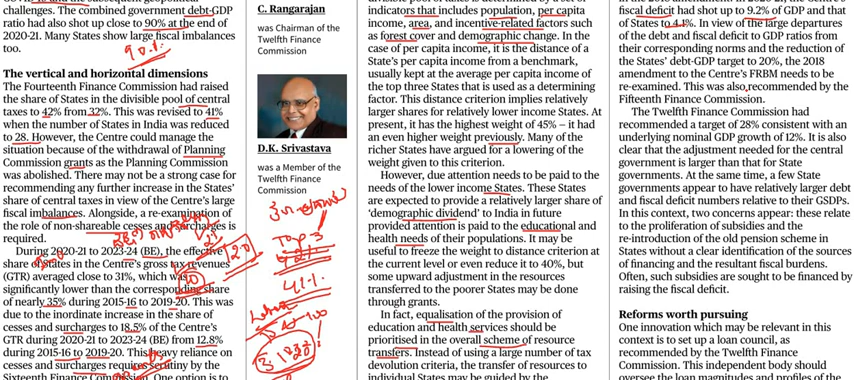 challenges. The combined government debt-GDP
ratio had also shot up close to 90% at the end of
2020-21. Many States show large fiscal imbalances
too.
90%
The vertical and horizontal dimensions
The Fourteenth Finance Commission had raised
the share of States in the divisible pool of central
taxes to 42% from 32%. This was revised to 41%
when the number of States in India was reduced
to 28. However, the Centre could manage the
situation because of the withdrawal of Planning
Commission grants as the Planning Commission
was abolished. There may not be a strong case for
recommending any further increase in the States'
share of central taxes in view of the Centre's large
fiscal imbalances. Alongside, a re-examination of
the role of non-shareable cesses and surcharges is
required.
During 2020-21 to 2023-24 (BE), the effective
share of states in the Centre's gross tax revenues
(GTR) averaged close to 31%, which was
significantly lower than the corresponding share
of nearly 35% during 2015-16 to 2019-20. This was
due to the inordinate increase in the share of
cesses and surcharges to 18.5% of the Centre's
GTR during 2020-21 to 2023-24 (BE) from 12.8%
during 2015-16 to 2019-20. This heavy reliance on
cesses and surcharges requires scrutiny by the
Sixteenth Finance Commission. One option is to
C. Rangarajan
was Chairman of the
Twelfth Finance
Commission
D.K. Srivastava
was a Member of the
Twelfth Finance
Commission
Top-3
41%
indicators that includes population, per capita
income, area, and incentive-related factors such
as forest cover and demographic change. In the
case of per capita income, it is the distance of a
State's per capita income from a benchmark,
usually kept at the average per capita income of
the top three States that is used as a determining
factor. This distance criterion implies relatively
larger shares for relatively lower income States. At
present, it has the highest weight of 45% – it had
an even higher weight previously. Many of the
richer States have argued for a lowering of the
weight given to this criterion.
However, due attention needs to be paid to the
needs of the lower income States. These States
are expected to provide a relatively larger share of
'demographic dividend' to India in future
provided attention is paid to the educational and
health needs of their populations. It may be
useful to freeze the weight to distance criterion at
the current level or even reduce it to 40%, but
some upward adjustment in the resources
transferred to the poorer States may be done
through grants.
In fact, equalisation of the provision of
education and health services should be
prioritised in the overall scheme of resource
transfers. Instead of using a large number of tax
devolution criteria, the transfer of resources to
individual States may be guided by the
fiscal deficit had shot up to 9.2% of GDP and that
of States to 4.1%. In view of the large departures
of the debt and fiscal deficit to GDP ratios from
their corresponding norms and the reduction of
the States' debt-GDP target to 20%, the 2018
amendment to the Centre's FRBM needs to be
re-examined. This was also recommended by the
Fifteenth Finance Commission.
The Twelfth Finance Commission had
recommended a target of 28% consistent with an
underlying nominal GDP growth of 12%. It is also
clear that the adjustment needed for the central
government is larger than that for State
governments. At the same time, a few State
governments appear to have relatively larger debt
and fiscal deficit numbers relative to their GSDPs.
In this context, two concerns appear: these relate
to the proliferation of subsidies and the
re-introduction of the old pension scheme in
States without a clear identification of the sources
of financing and the resultant fiscal deficits.
Often, such subsidies are sought to be financed by
raising the fiscal deficit.
Reforms worth pursuing
One innovation which may be relevant in this
context is to set up a loan council, as
recommended by the Twelfth Finance
Commission. This independent body should
oversee the loan magnitudes and profiles of the